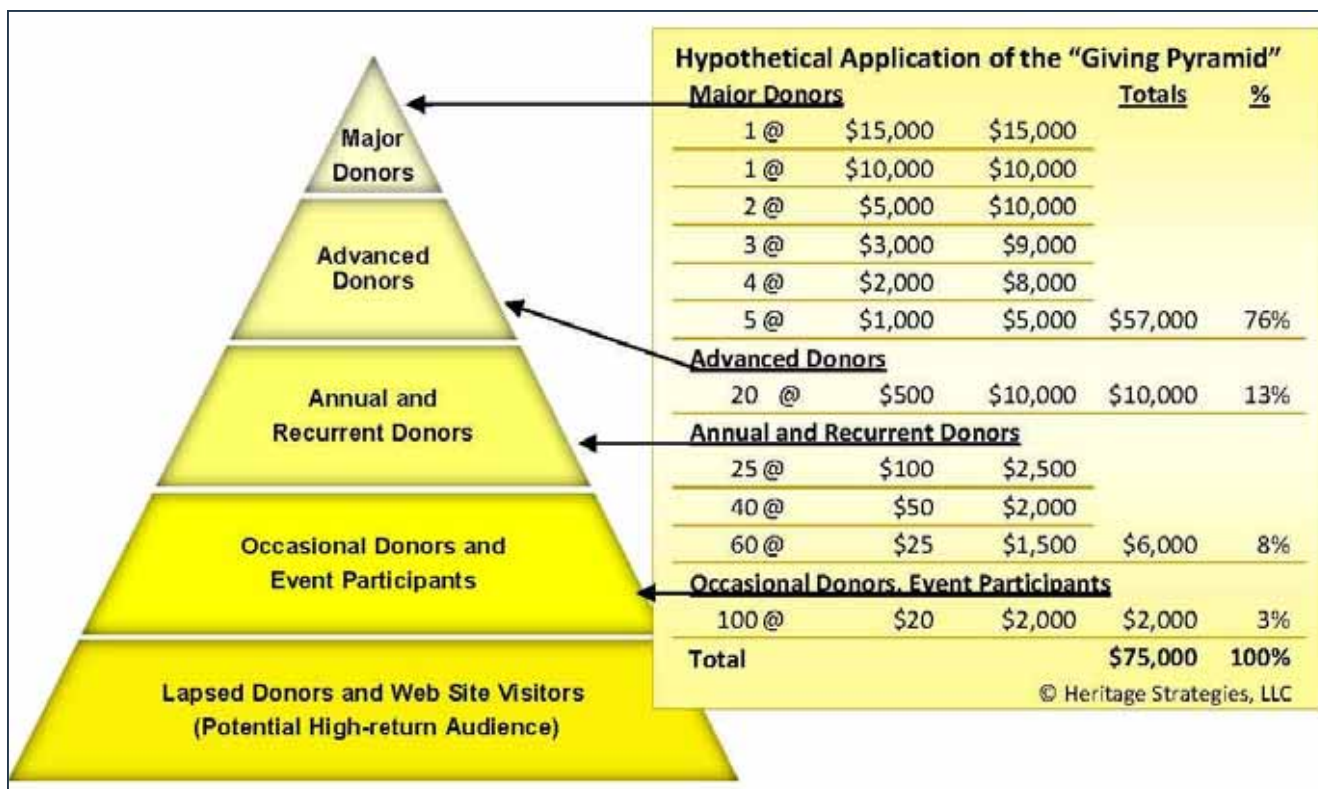 Major
Donors
Advanced
Donors
Annual and
Recurrent Donors
Occasional Donors and
Event Participants
Lapsed Donors and Web Site Visitors
(Potential High-return Audience)
Hypothetical Application of the “Giving Pyramid”
Major Donors Totals %
1 @ $15,000 $15,000
1 @ $10,000 $10,000
2 @ $5,000 $10,000
3 @ $3,000 $9,000
4 @ $2,000 $8,000
5 @ $1,000 $5,000 $57,000 76%
Advanced Donors
20 @ $500 $10,000 $10,000 13%
Annual and Recurrent Donors
25 @ $100 $2,500
40 @ $50 $2,000
60 @ $25 $1,500 $6,000 8%
Occasional Donors, Event Participants
100 @ $20 $2,000 $2,000 3%
Total $75,000 100%
© Heritage Strategies, LLC